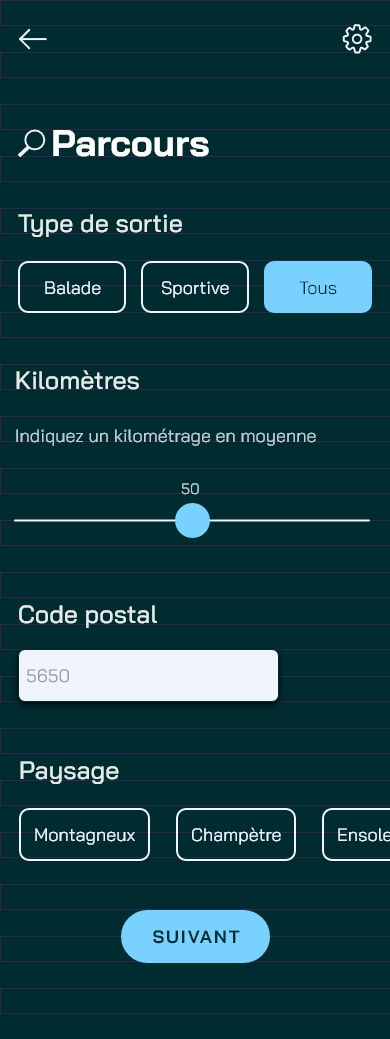 Parcours
Type de sortie
Balade Sportive Tous
Kilomètres
Indiquez un kilométrage en moyenne
50
Code postal
5650
Paysage
Montagneux Champètre Ensole
SUIVANT